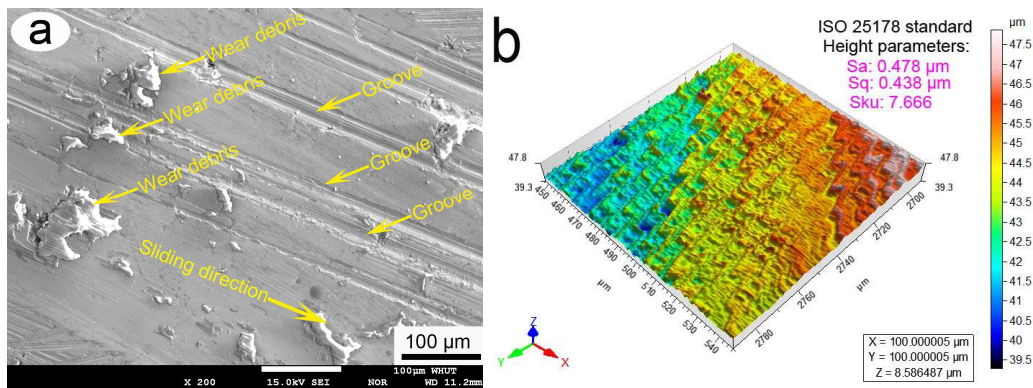 a
Wear debris
Wear debris
Groove
Wear debris
Groove
Groove
Sliding direction
100 µm
100µm WHUT
X 200 15.0kV SEI NOR WD 11.2mm
b
ISO 25178 standard
Height parameters:
Sa: 0.478 µm
Sq: 0.438 µm
Sku: 7.666
47.8
39.3
450
460
470
480
490
500
510
520
530
540
µm
2780
2760
2740
2720
2700
µm
47.8
39.3
Z
Y
X
X = 100.000005 µm
Y = 100.000005 µm
Z = 8.586487 µm
µm
47.5
47
46.5
46
45.5
45
44.5
44
43.5
43
42.5
42
41.5
41
40.5
40
39.5